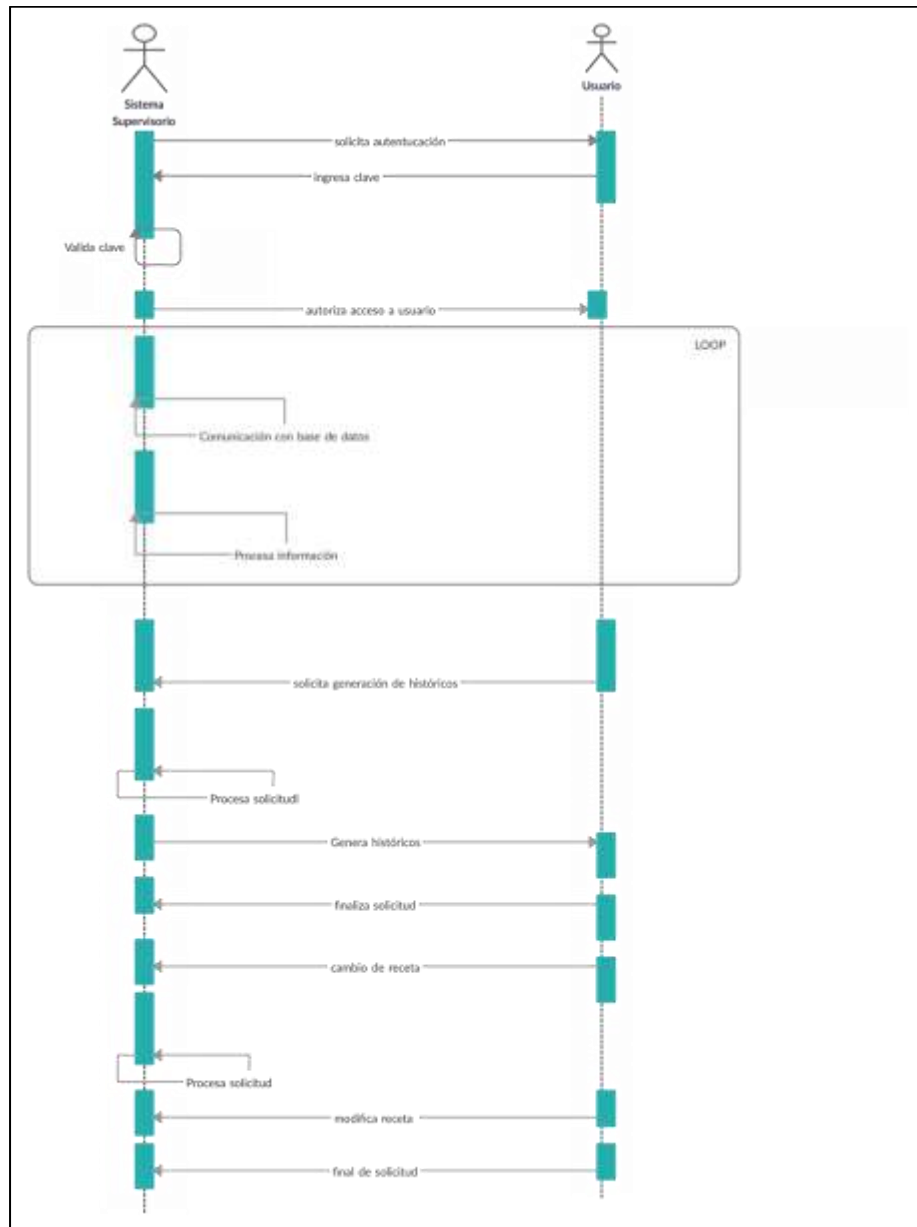 Sistema
Supervisorio
Usuario
solicita autentucación
ingresa clave
Valida clave
autoriza acceso a usuario
LOOP
Comunicación con base de datos
Procesa información
solicita generación de históricos
Procesa solicitudl
Genera históricos
finaliza solicitud
cambio de receta
Procesa solicitud
modifica receta
final de solicitud